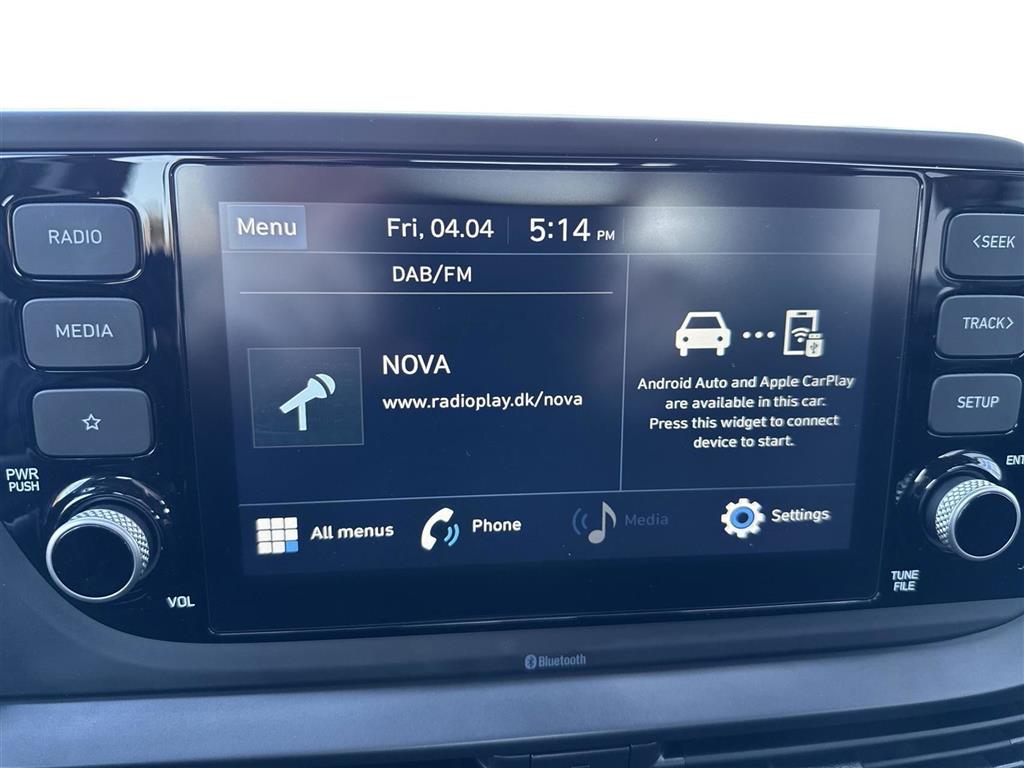 Menu
Fri, 04.04
5:14 PM
DAB/FM
NOVA
www.radioplay.dk/nova
Android Auto and Apple CarPlay
are available in this car.
Press this widget to connect
device to start.
All menus
Phone
Media
Settings
RADIO
MEDIA
PWR
PUSH
VOL
<SEEK
TRACK>
SETUP
ENT
TUNE
FILE
Bluetooth